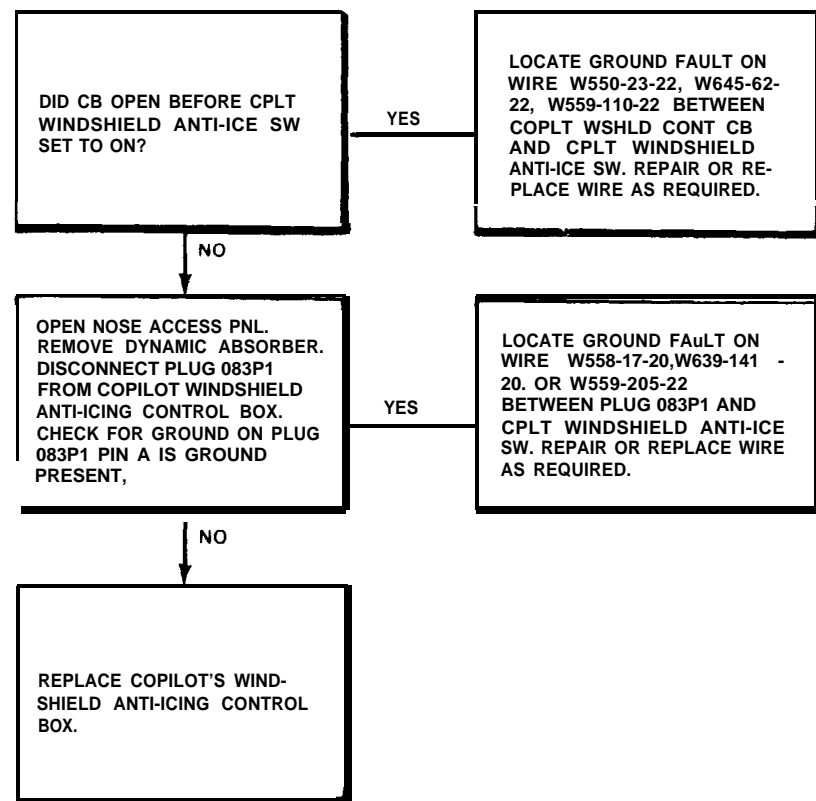 DID CB OPEN BEFORE CPLT
WINDSHIELD ANTI-ICE SW
SET TO ON?
YES
LOCATE GROUND FAULT ON
WIRE W550-23-22, W645-62-
22, W559-110-22 BETWEEN
COPLT WSHLD CONT CB
AND CPLT WINDSHIELD
ANTI-ICE SW. REPAIR OR RE-
PLACE WIRE AS REQUIRED.
NO
OPEN NOSE ACCESS PNL.
REMOVE DYNAMIC ABSORBER.
DISCONNECT PLUG 083P1
FROM COPILOT WINDSHIELD
ANTI-ICING CONTROL BOX.
CHECK FOR GROUND ON PLUG
083P1 PIN A IS GROUND
PRESENT,
YES
LOCATE GROUND FAuLT ON
WIRE W558-17-20,W639-141 -
20. OR W559-205-22
BETWEEN PLUG 083P1 AND
CPLT WINDSHIELD ANTI-ICE
SW. REPAIR OR REPLACE WIRE
AS REQUIRED.
NO
REPLACE COPILOT'S WIND-
SHIELD ANTI-ICING CONTROL
BOX.